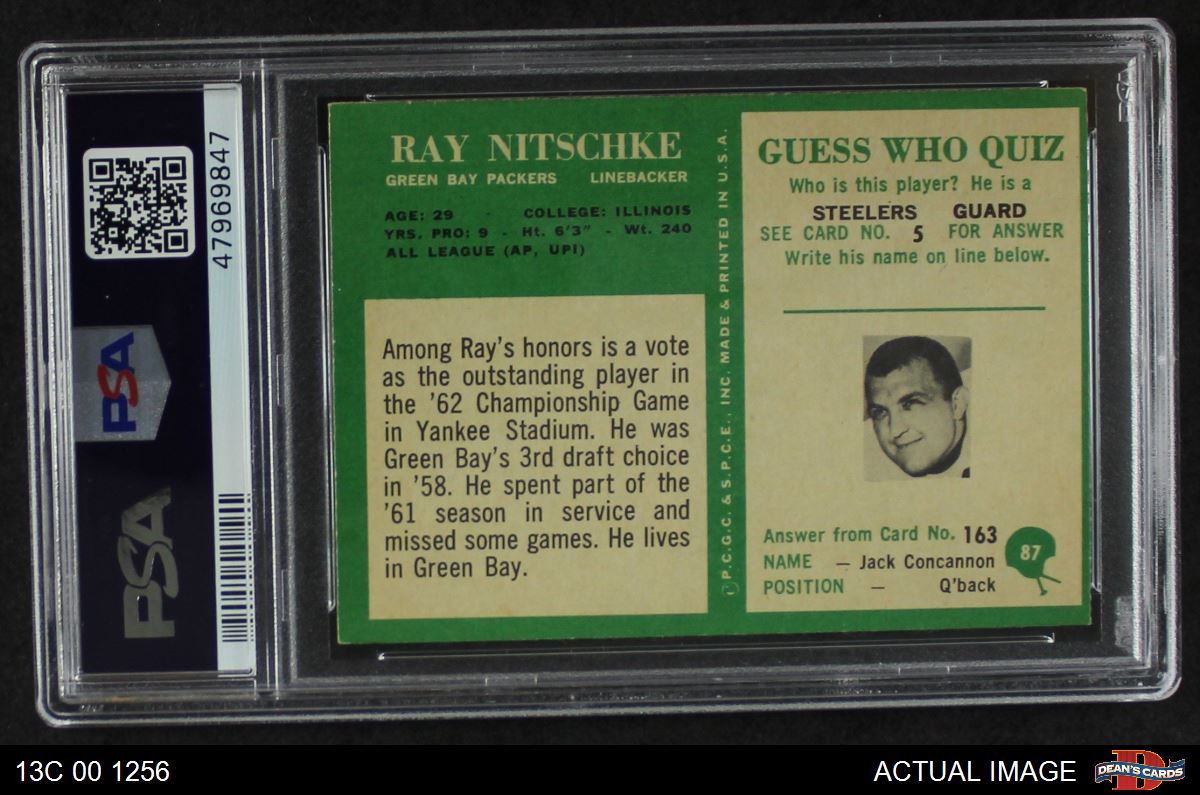 47969847
PSA
PSA
RAY NITSCHKE
GREEN BAY PACKERS LINEBACKER
AGE: 29 - COLLEGE: ILLINOIS
YRS. PRO: 9 - Ht. 6'3" - Wt. 240
ALL LEAGUE (AP, UPI)
Among Ray's honors is a vote
as the outstanding player in
the '62 Championship Game
in Yankee Stadium. He was
Green Bay's 3rd draft choice
in '58. He spent part of the
'61 season in service and
missed some games. He lives
in Green Bay.
©P.C.G.C. & S.P.C.E., INC. MADE & PRINTED IN U.S.A.
GUESS WHO QUIZ
Who is this player? He is a
STEELERS GUARD
SEE CARD NO. 5 FOR ANSWER
Write his name on line below.
Answer from Card No. 163
NAME — Jack Concannon
POSITION — Q'back
87
13C 00 1256
ACTUAL IMAGE
D
DEAN'S CARDS